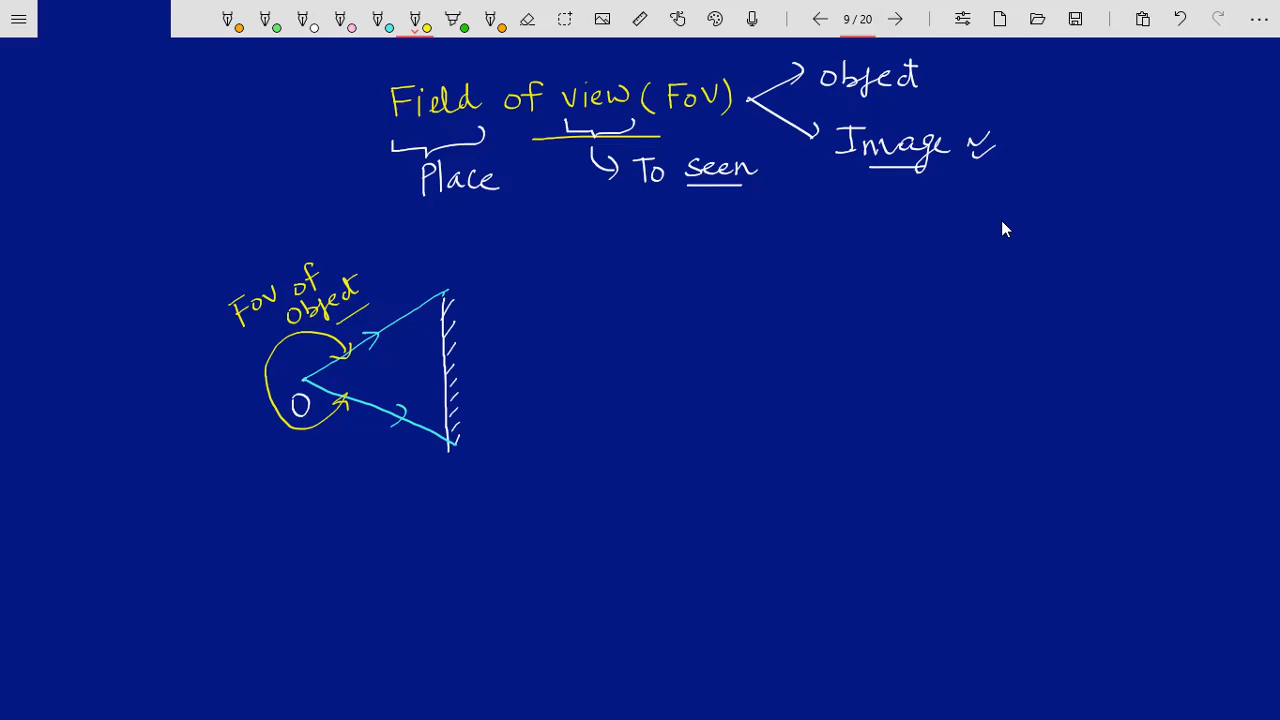 9 / 20
Field of view (FoV)
object
Image
Place
To seen
FoV of
object
O